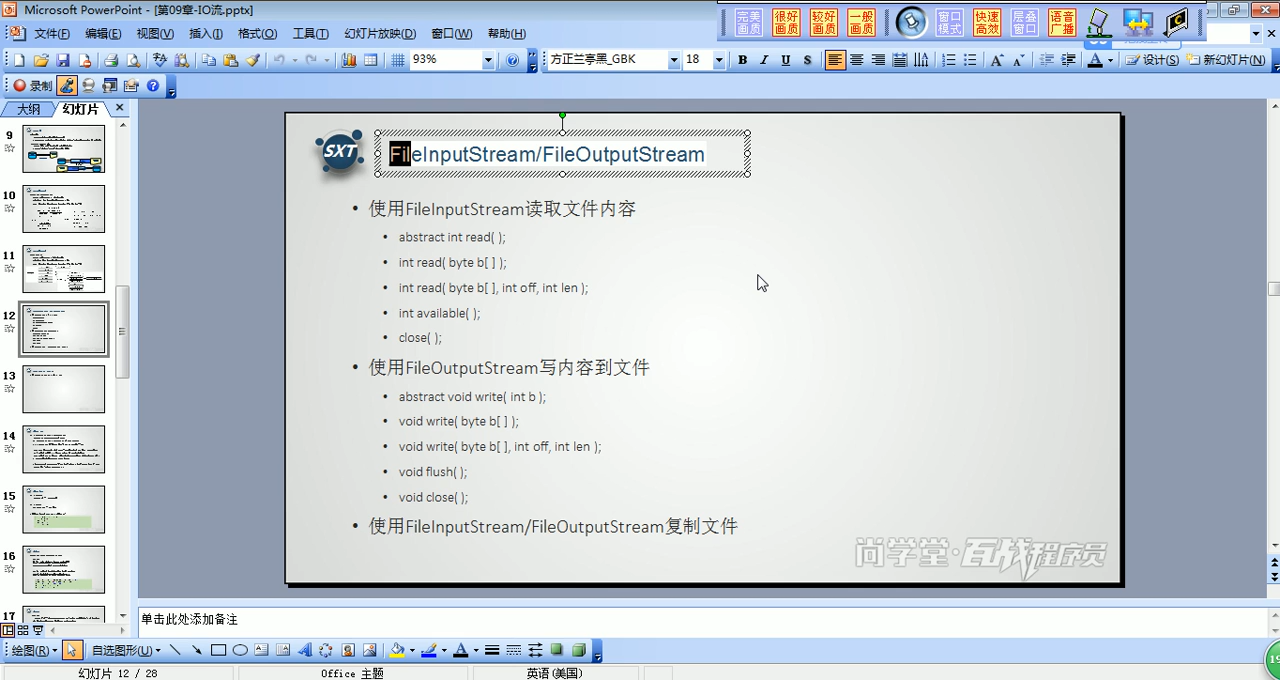 Microsoft PowerPoint - [第09章-IO流.pptx]
完美画质
很好画质
较好画质
一般画质
窗口模式
快速高效
层叠窗口
语音广播
文件(F) 编辑(E) 视图(V) 插入(I) 格式(O) 工具(T) 幻灯片放映(D) 窗口(W) 帮助(H)
93%
方正兰亭黑_GBK
18
B I U S
设计(S)
新幻灯片(N)
录制
大纲
幻灯片
9
10
11
12
13
14
15
16
17
SXT
FileInputStream/FileOutputStream
• 使用FileInputStream读取文件内容
• abstract int read( );
• int read( byte b[ ] );
• int read( byte b[ ], int off, int len );
• int available( );
• close( );
• 使用FileOutputStream写内容到文件
• abstract void write( int b );
• void write( byte b[ ] );
• void write( byte b[ ], int off, int len );
• void flush( );
• void close( );
• 使用FileInputStream/FileOutputStream复制文件
尚学堂·百战程序员
单击此处添加备注
绘图(R)
自选图形(U)
幻灯片 12 / 28
Office 主题
英语(美国)